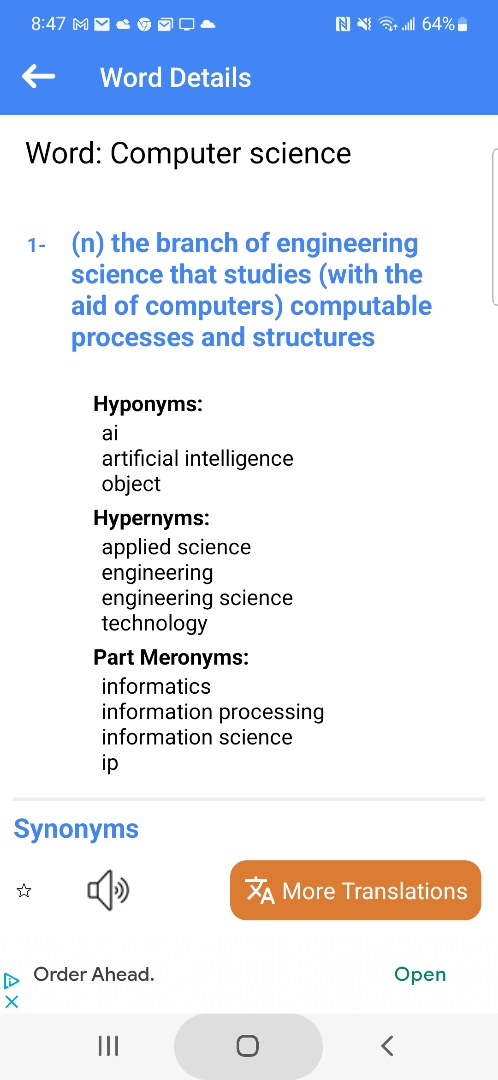 8:47 64%
Word Details
Word: Computer science
1- (n) the branch of engineering
science that studies (with the
aid of computers) computable
processes and structures
Hyponyms:
ai
artificial intelligence
object
Hypernyms:
applied science
engineering
engineering science
technology
Part Meronyms:
informatics
information processing
information science
ip
Synonyms
More Translations
Order Ahead. Open